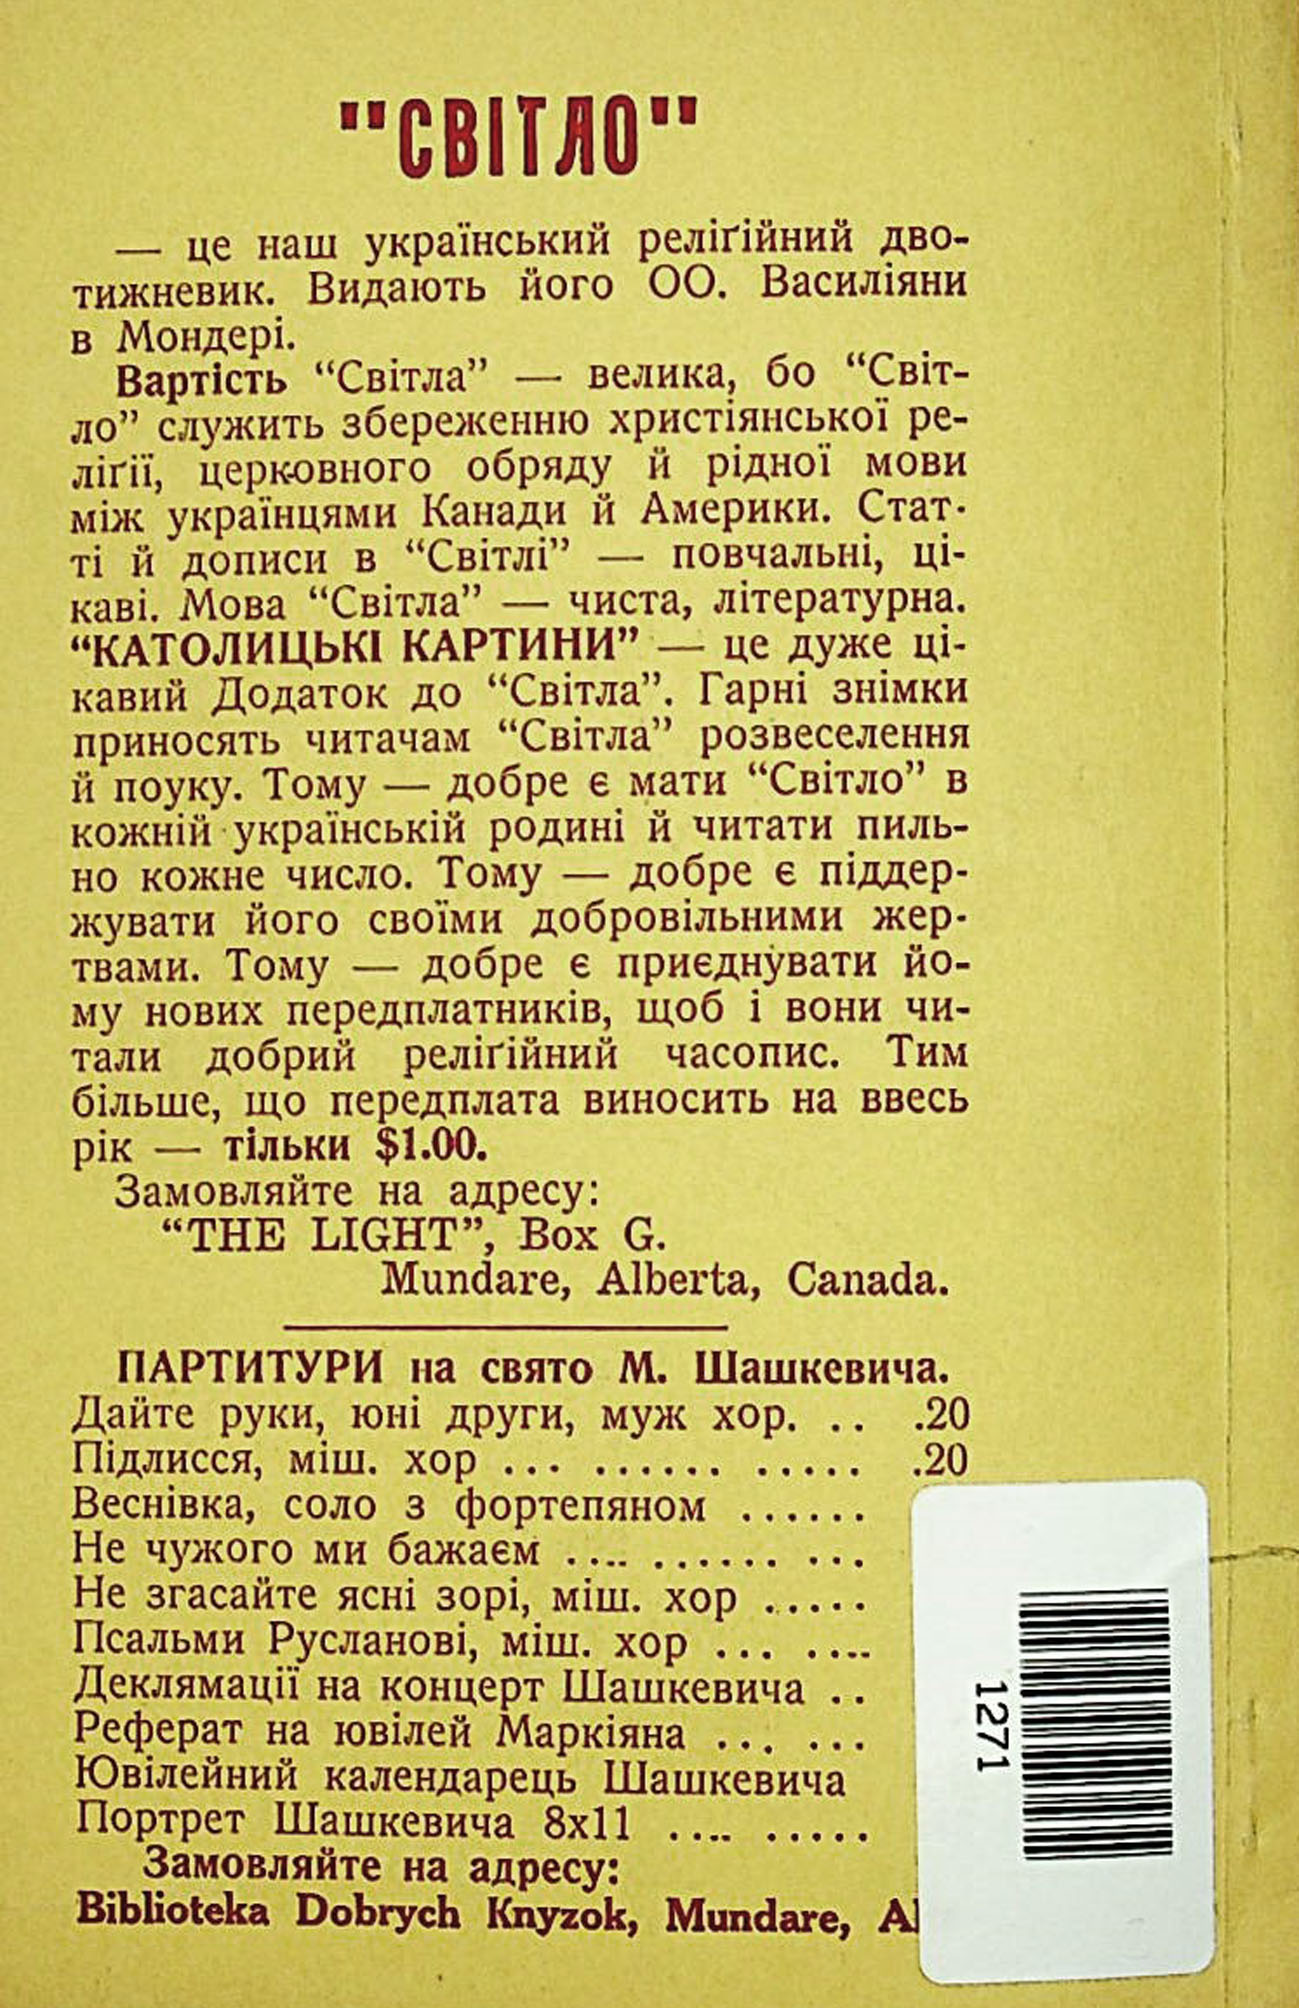 "СВІТЛО"
— це наш український реліґійний дво-
тижневик. Видають його ОО. Василіяни
в Мондері.
Вартість “Світла” — велика, бо “Світ-
ло” служить збереженню християнської ре-
ліґії, церковного обряду й рідної мови
між українцями Канади й Америки. Стат-
ті й дописи в “Світлі” — повчальні, ці-
каві. Мова “Світла” — чиста, літературна.
“КАТОЛИЦЬКІ КАРТИНИ” — це дуже ці-
кавий Додаток до “Світла”. Гарні знімки
приносять читачам “Світла” розвеселення
й поуку. Тому — добре є мати “Світло” в
кожній українській родині й читати пиль-
но кожне число. Тому — добре є піддер-
жувати його своїми добровільними жер-
твами. Тому — добре є приєднувати йо-
му нових передплатників, щоб і вони чи-
тали добрий реліґійний часопис. Тим
більше, що передплата виносить на ввесь
рік — тільки $1.00.
Замовляйте на адресу:
“THE LIGHT”, Box G.
Mundare, Alberta, Canada.
ПАРТИТУРИ на свято М. Шашкевича.
Дайте руки, юні други, муж хор. . . .20
Підлисся, міш. хор ... ...... ..... .20
Веснівка, соло з фортепяном ......
Не чужого ми бажаєм .... ...... ...
Не згасайте ясні зорі, міш. хор .....
Псальми Русланові, міш. хор ... ....
Деклямації на концерт Шашкевича . .
Реферат на ювілей Маркіяна ... ...
Ювілейний календарець Шашкевича
Портрет Шашкевича 8x11 .... .....
Замовляйте на адресу:
Biblioteka Dobrych Knyzok, Mundare,
1271